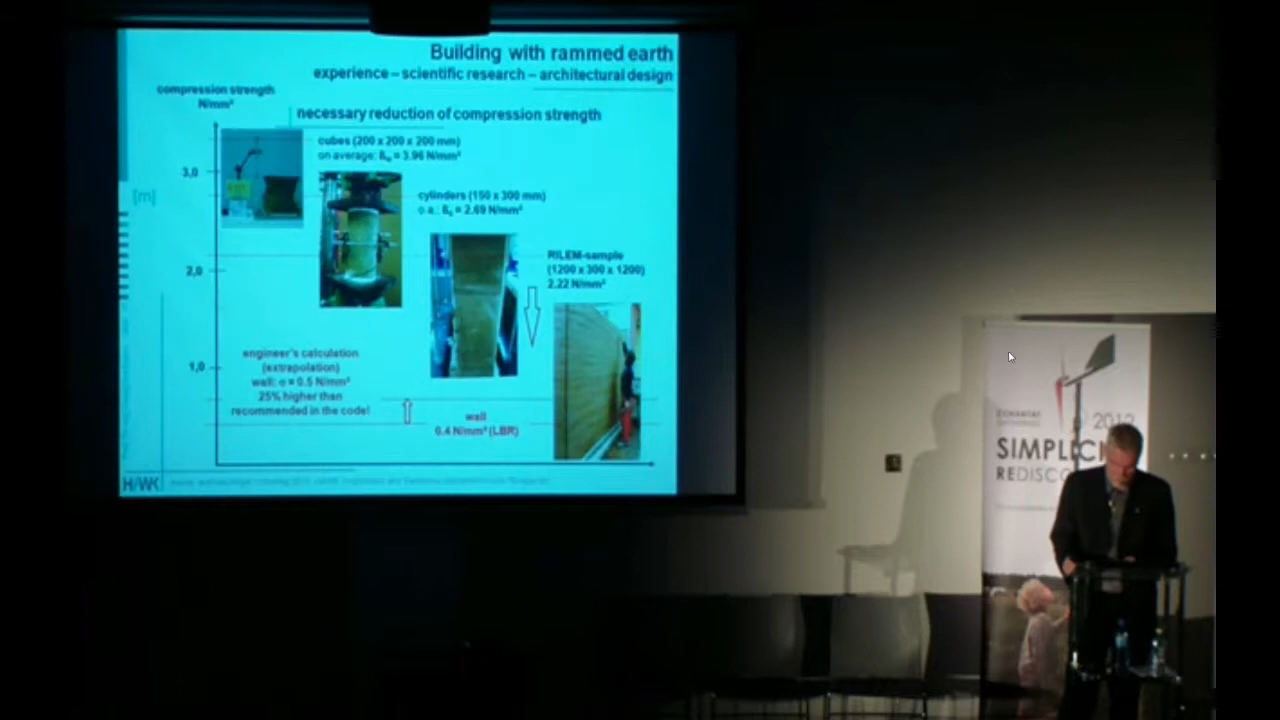 Building with rammed earth
experience – scientific research – architectural design
compression strength
N/mm²
necessary reduction of compression strength
cubes (200 x 200 x 200 mm)
on average: ß = 3.96 N/mm²
3,0
[m]
cylinders (150 x 300 mm)
o.a.: ß = 2.69 N/mm²
RILEM-sample
(1200 x 300 x 1200)
2.22 N/mm²
2,0
engineer's calculation
(extrapolation)
wall: σ = 0.5 N/mm²
25% higher than
recommended in the code!
1,0
wall
0.4 N/mm² (LBR)
HAWK
2012
SIMPLICI
REDISCO